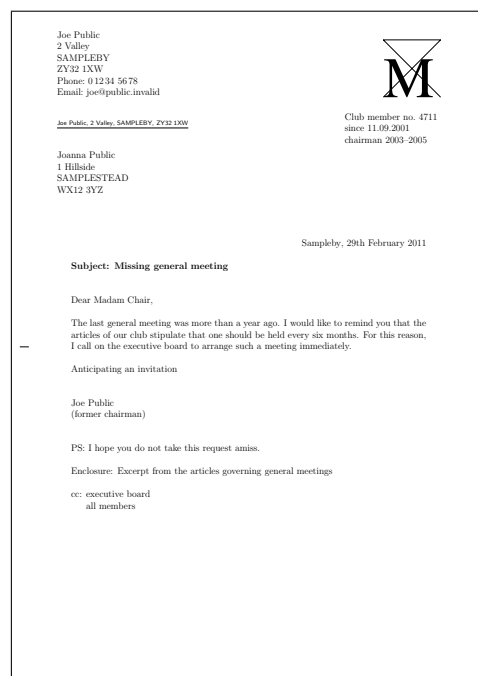 Joe Public
2 Valley
SAMPLEBY
ZY32 1XW
Phone: 0 12 34 56 78
Email: joe@public.invalid
M
Club member no. 4711
since 11.09.2001
chairman 2003–2005
Joe Public, 2 Valley, SAMPLEBY, ZY32 1XW
Joanna Public
1 Hillside
SAMPLESTEAD
WX12 3YZ
Sampleby, 29th February 2011
Subject: Missing general meeting
Dear Madam Chair,
The last general meeting was more than a year ago. I would like to remind you that the
articles of our club stipulate that one should be held every six months. For this reason,
I call on the executive board to arrange such a meeting immediately.
Anticipating an invitation
Joe Public
(former chairman)
PS: I hope you do not take this request amiss.
Enclosure: Excerpt from the articles governing general meetings
cc: executive board
all members